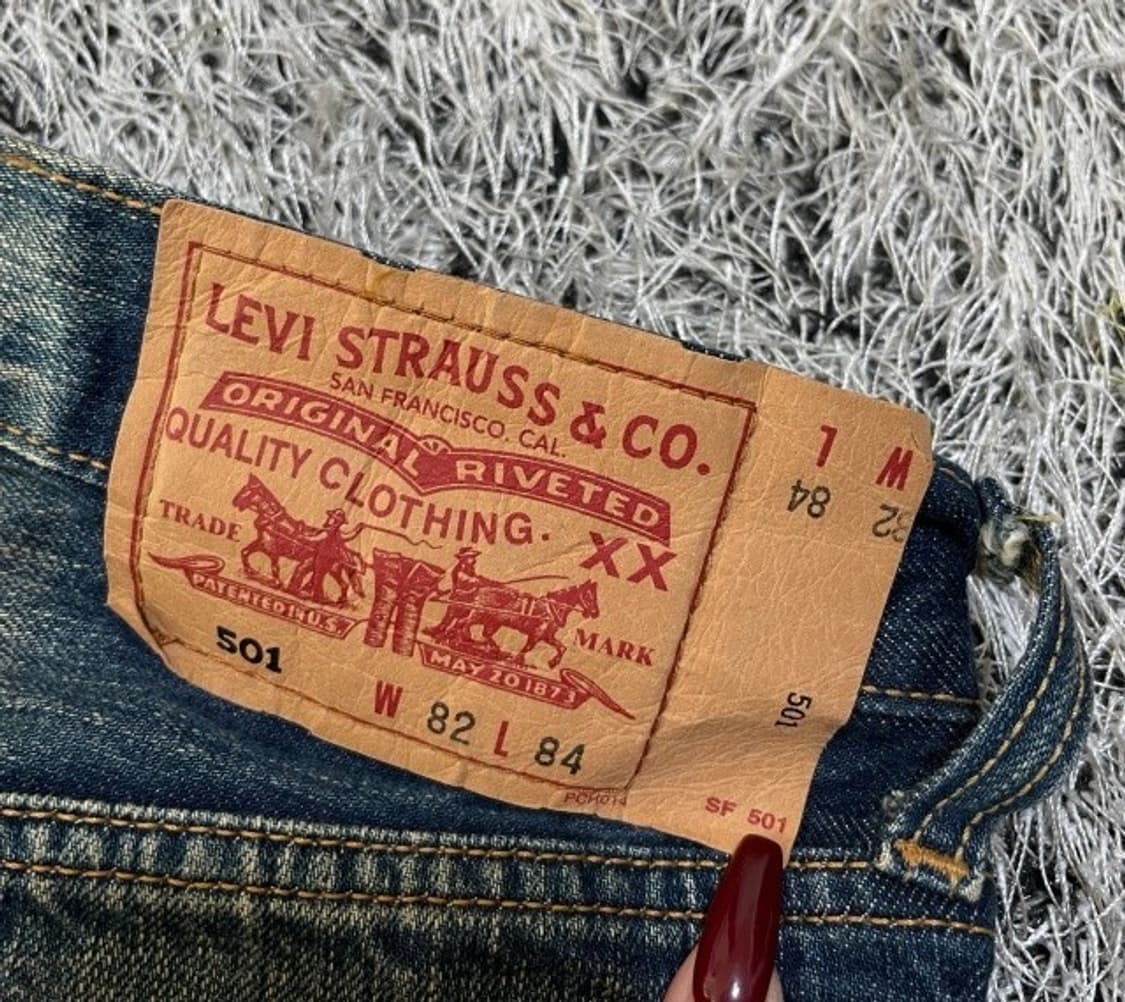 LEVI STRAUSS & CO.
SAN FRANCISCO. CAL.
ORIGINAL RIVETED
QUALITY CLOTHING.
XX
TRADE MARK
PATENTED IN U.S.
MAY 20 1873
501
W 82 L 84
W L
82 84
501
SF 501